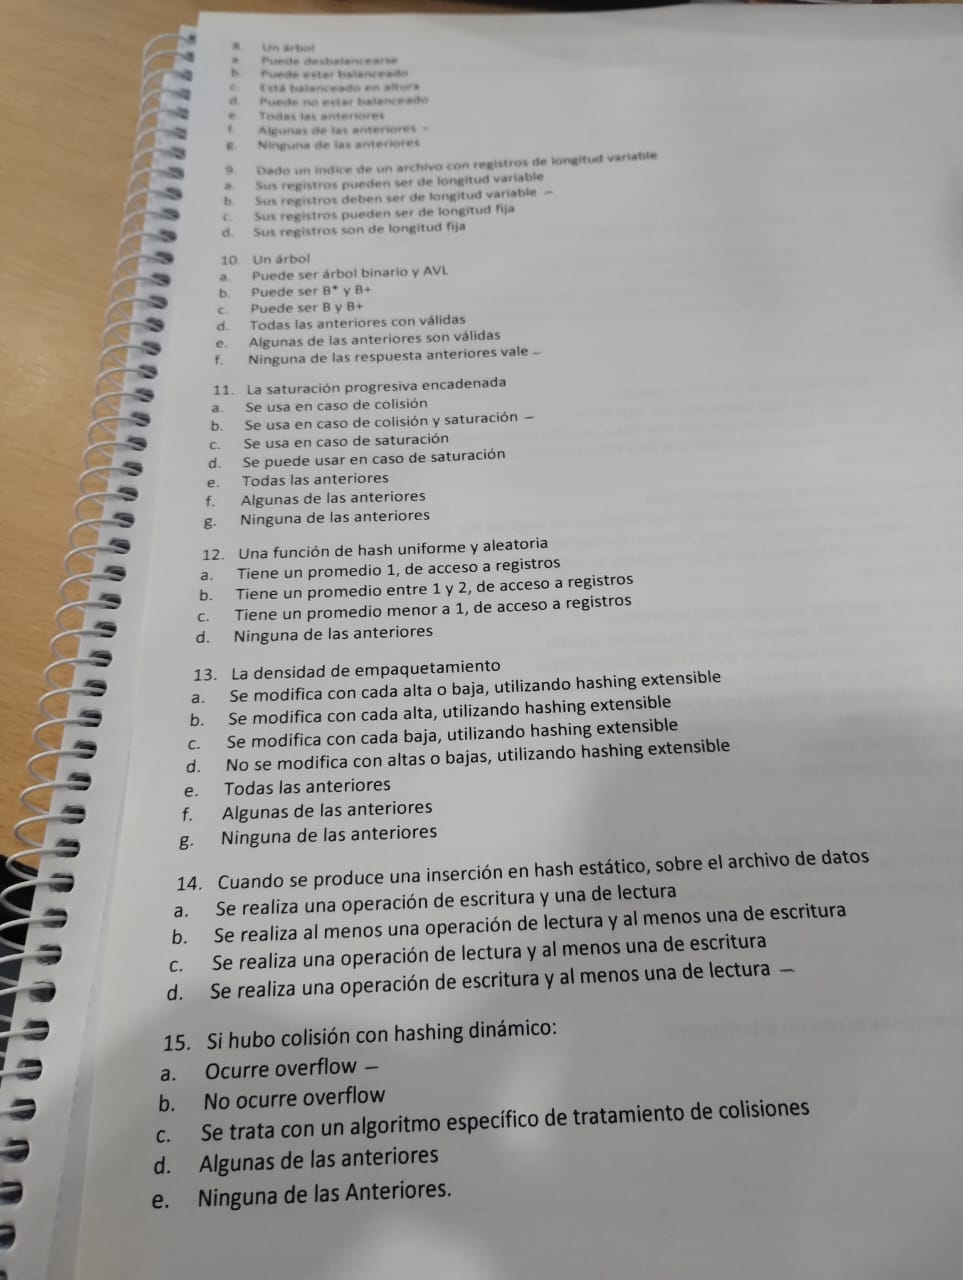 8. Un árbol
a. Puede desbalancearse
b. Puede estar balanceado
c. Está balanceado en altura
d. Puede no estar balanceado
e. Todas las anteriores
f. Algunas de las anteriores –
g. Ninguna de las anteriores
9. Dado un índice de un archivo con registros de longitud variable
a. Sus registros pueden ser de longitud variable
b. Sus registros deben ser de longitud variable –
c. Sus registros pueden ser de longitud fija
d. Sus registros son de longitud fija
10. Un árbol
a. Puede ser árbol binario y AVL
b. Puede ser B* y B+
c. Puede ser B y B+
d. Todas las anteriores con válidas
e. Algunas de las anteriores son válidas
f. Ninguna de las respuesta anteriores vale –
11. La saturación progresiva encadenada
a. Se usa en caso de colisión
b. Se usa en caso de colisión y saturación –
c. Se usa en caso de saturación
d. Se puede usar en caso de saturación
e. Todas las anteriores
f. Algunas de las anteriores
g. Ninguna de las anteriores
12. Una función de hash uniforme y aleatoria
a. Tiene un promedio 1, de acceso a registros
b. Tiene un promedio entre 1 y 2, de acceso a registros
c. Tiene un promedio menor a 1, de acceso a registros
d. Ninguna de las anteriores
13. La densidad de empaquetamiento
a. Se modifica con cada alta o baja, utilizando hashing extensible
b. Se modifica con cada alta, utilizando hashing extensible
c. Se modifica con cada baja, utilizando hashing extensible
d. No se modifica con altas o bajas, utilizando hashing extensible
e. Todas las anteriores
f. Algunas de las anteriores
g. Ninguna de las anteriores
14. Cuando se produce una inserción en hash estático, sobre el archivo de datos
a. Se realiza una operación de escritura y una de lectura
b. Se realiza al menos una operación de lectura y al menos una de escritura
c. Se realiza una operación de lectura y al menos una de escritura
d. Se realiza una operación de escritura y al menos una de lectura –
15. Si hubo colisión con hashing dinámico:
a. Ocurre overflow –
b. No ocurre overflow
c. Se trata con un algoritmo específico de tratamiento de colisiones
d. Algunas de las anteriores
e. Ninguna de las Anteriores.